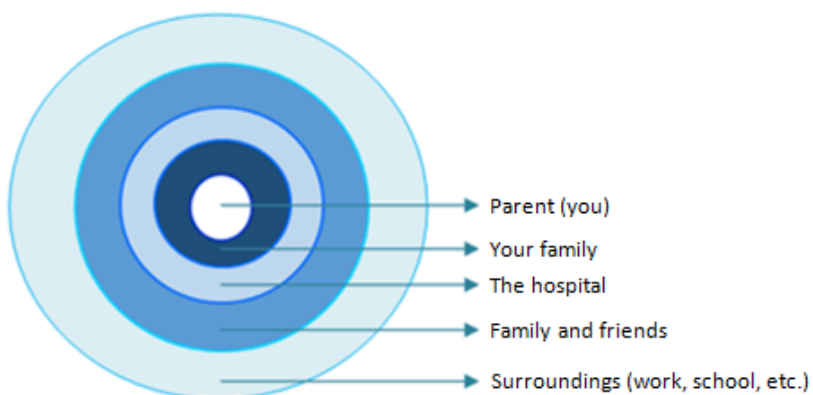 Parent (you)
Your family
The hospital
Family and friends
Surroundings (work, school, etc.)